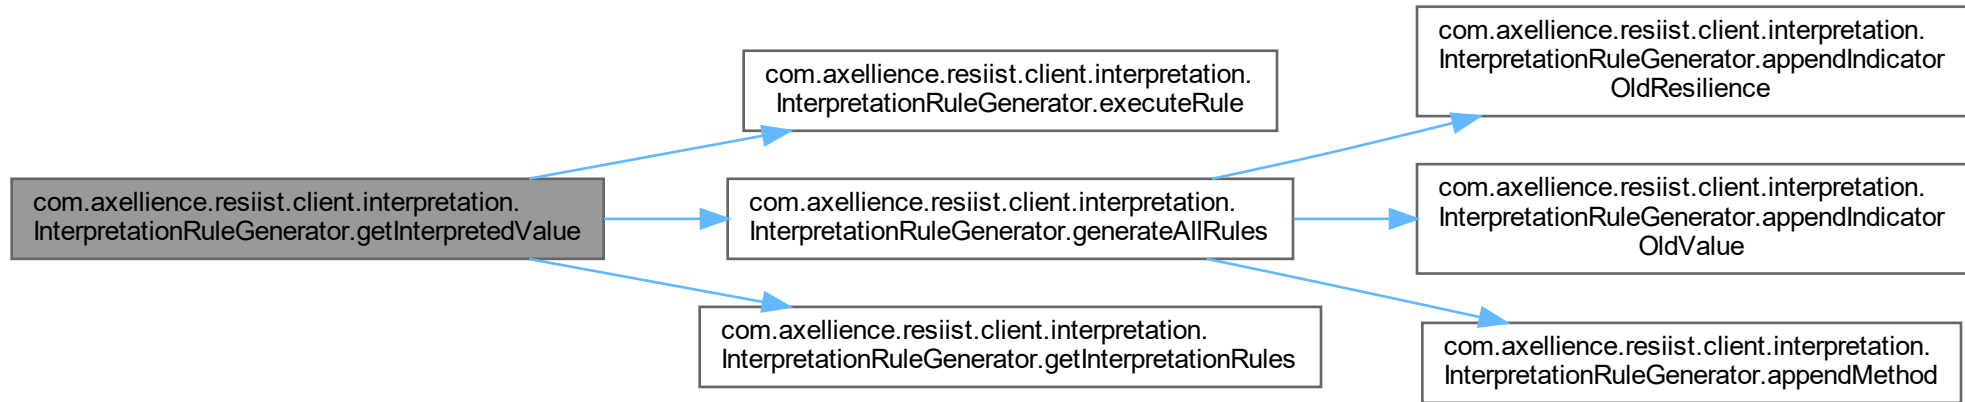 com.axellience.resiist.client.interpretation.
InterpretationRuleGenerator.getInterpretedValue
com.axellience.resiist.client.interpretation.
InterpretationRuleGenerator.executeRule
com.axellience.resiist.client.interpretation.
InterpretationRuleGenerator.generateAllRules
com.axellience.resiist.client.interpretation.
InterpretationRuleGenerator.getInterpretationRules
com.axellience.resiist.client.interpretation.
InterpretationRuleGenerator.appendIndicator
OldResilience
com.axellience.resiist.client.interpretation.
InterpretationRuleGenerator.appendIndicator
OldValue
com.axellience.resiist.client.interpretation.
InterpretationRuleGenerator.appendMethod